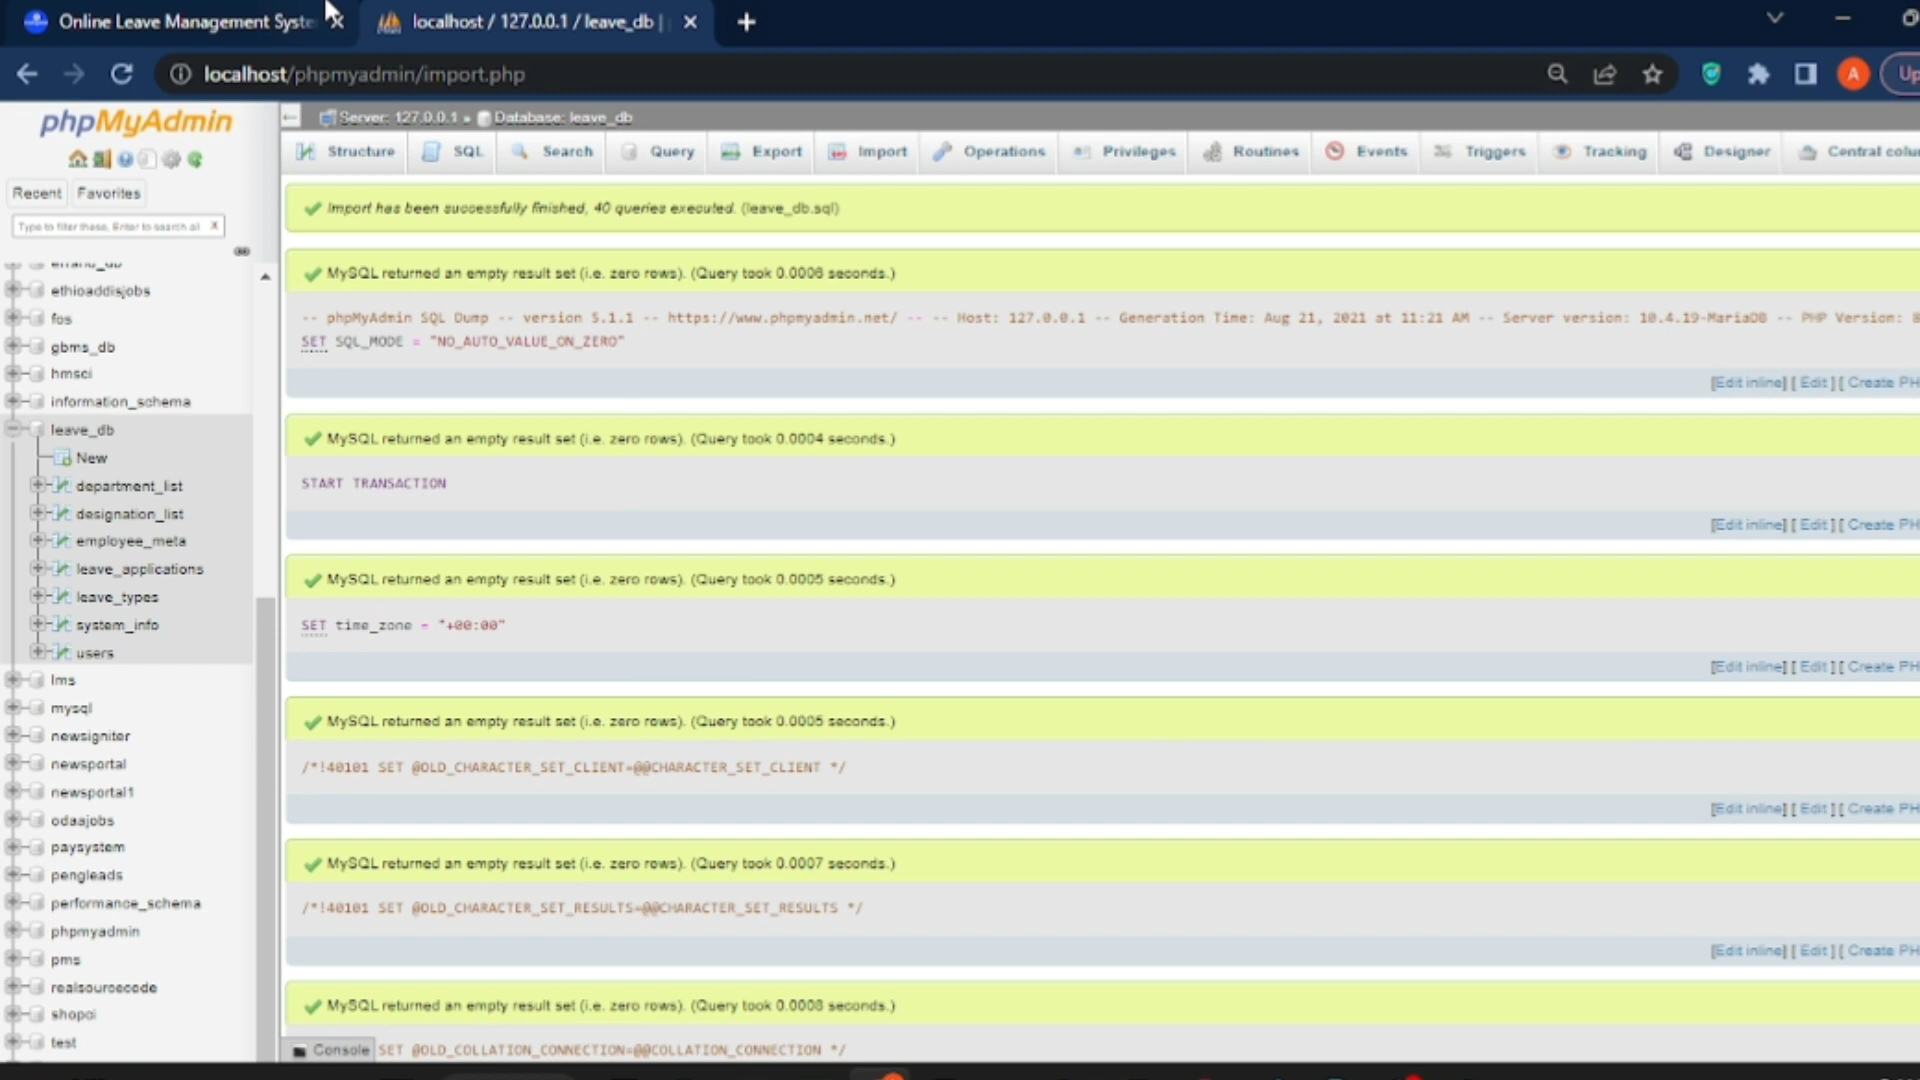 Online Leave Management Syste
localhost / 127.0.0.1 / leave_db |
localhost/phpmyadmin/import.php
A
Up
phpMyAdmin
Server: 127.0.0.1 » Database: leave_db
Structure SQL Search Query Export Import Operations Privileges Routines Events Triggers Tracking Designer Central colu
Recent Favorites
Type to filter these, Enter to search all X
ethioaddisjobs
fos
gbms_db
hmsci
information_schema
leave_db
New
department_list
designation_list
employee_meta
leave_applications
leave_types
system_info
users
lms
mysql
newsigniter
newsportal
newsportal1
odaajobs
paysystem
pengleads
performance_schema
phpmyadmin
pms
realsourcecode
shopci
test
Import has been successfully finished, 40 queries executed. (leave_db.sql)
MySQL returned an empty result set (i.e. zero rows). (Query took 0.0006 seconds.)
-- phpMyAdmin SQL Dump -- version 5.1.1 -- https://www.phpmyadmin.net/ -- -- Host: 127.0.0.1 -- Generation Time: Aug 21, 2021 at 11:21 AM -- Server version: 10.4.19-MariaDB -- PHP Version: 8
SET SQL_MODE = "NO_AUTO_VALUE_ON_ZERO"
[Edit inline] [ Edit ] [ Create PH
MySQL returned an empty result set (i.e. zero rows). (Query took 0.0004 seconds.)
START TRANSACTION
[Edit inline] [ Edit ] [ Create PH
MySQL returned an empty result set (i.e. zero rows). (Query took 0.0005 seconds.)
SET time_zone = "+00:00"
[Edit inline] [ Edit ] [ Create PH
MySQL returned an empty result set (i.e. zero rows). (Query took 0.0005 seconds.)
/*!40101 SET @OLD_CHARACTER_SET_CLIENT=@@CHARACTER_SET_CLIENT */
[Edit inline] [ Edit ] [ Create PH
MySQL returned an empty result set (i.e. zero rows). (Query took 0.0007 seconds.)
/*!40101 SET @OLD_CHARACTER_SET_RESULTS=@@CHARACTER_SET_RESULTS */
[Edit inline] [ Edit ] [ Create PH
MySQL returned an empty result set (i.e. zero rows). (Query took 0.0008 seconds.)
Console SET @OLD_COLLATION_CONNECTION=@@COLLATION_CONNECTION */